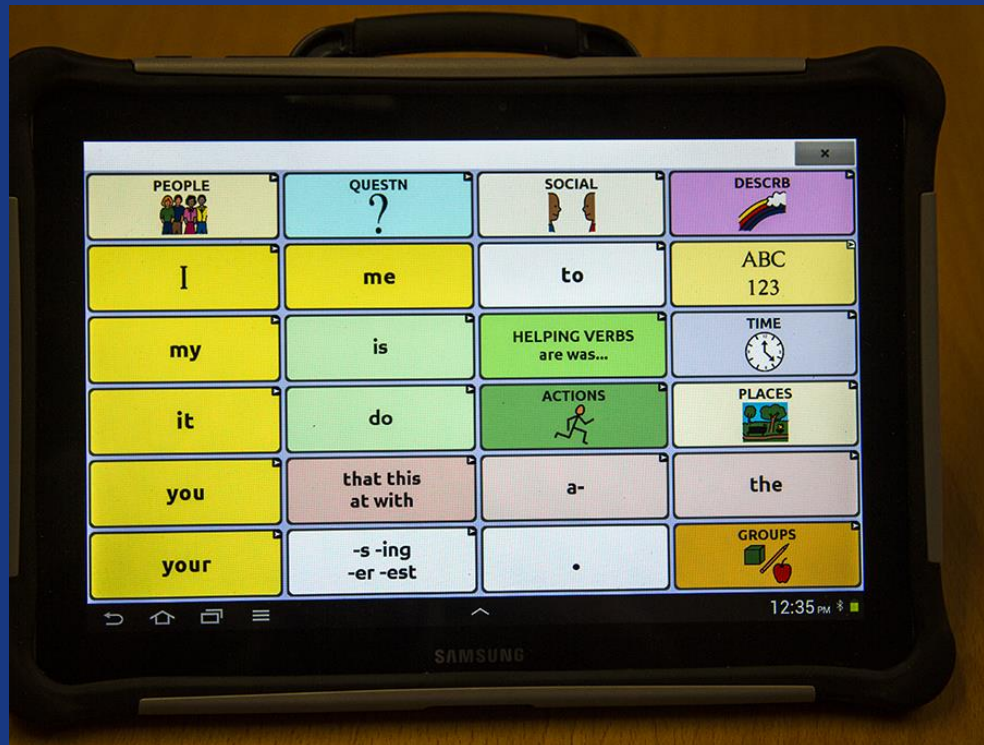 ×
PEOPLE
QUESTN
?
SOCIAL
DESCRB
I
me
to
ABC
123
my
is
HELPING VERBS
are was...
TIME
it
do
ACTIONS
PLACES
you
that this
at with
a-
the
your
-s -ing
-er -est
.
GROUPS
12:35 PM
SAMSUNG